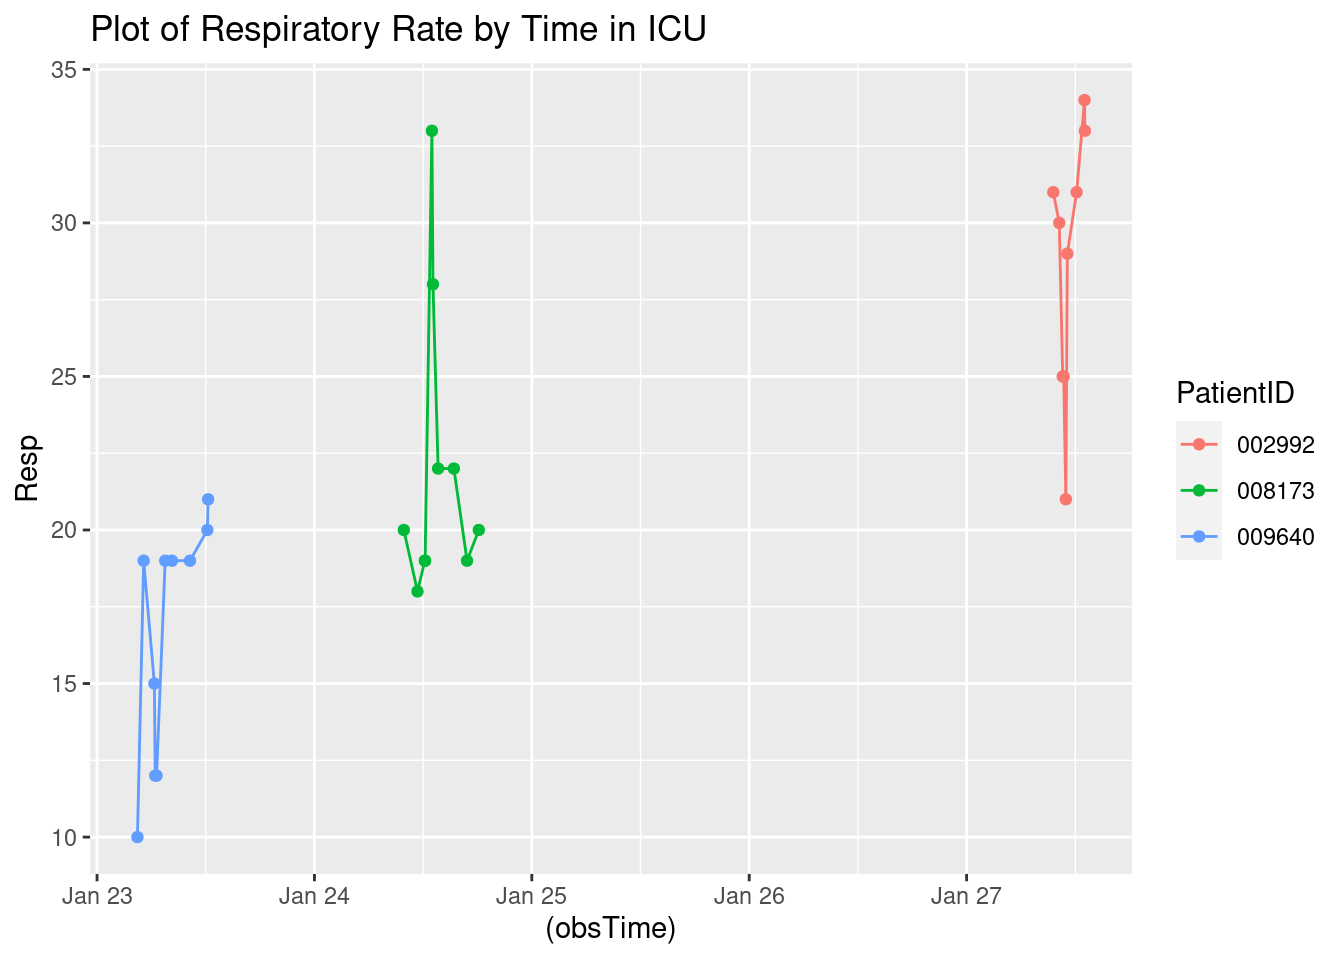 Plot of Respiratory Rate by Time in ICU
35
30
25
20
15
10
Resp
Jan 23 Jan 24 Jan 25 Jan 26 Jan 27
(obsTime)
PatientID
002992
008173
009640